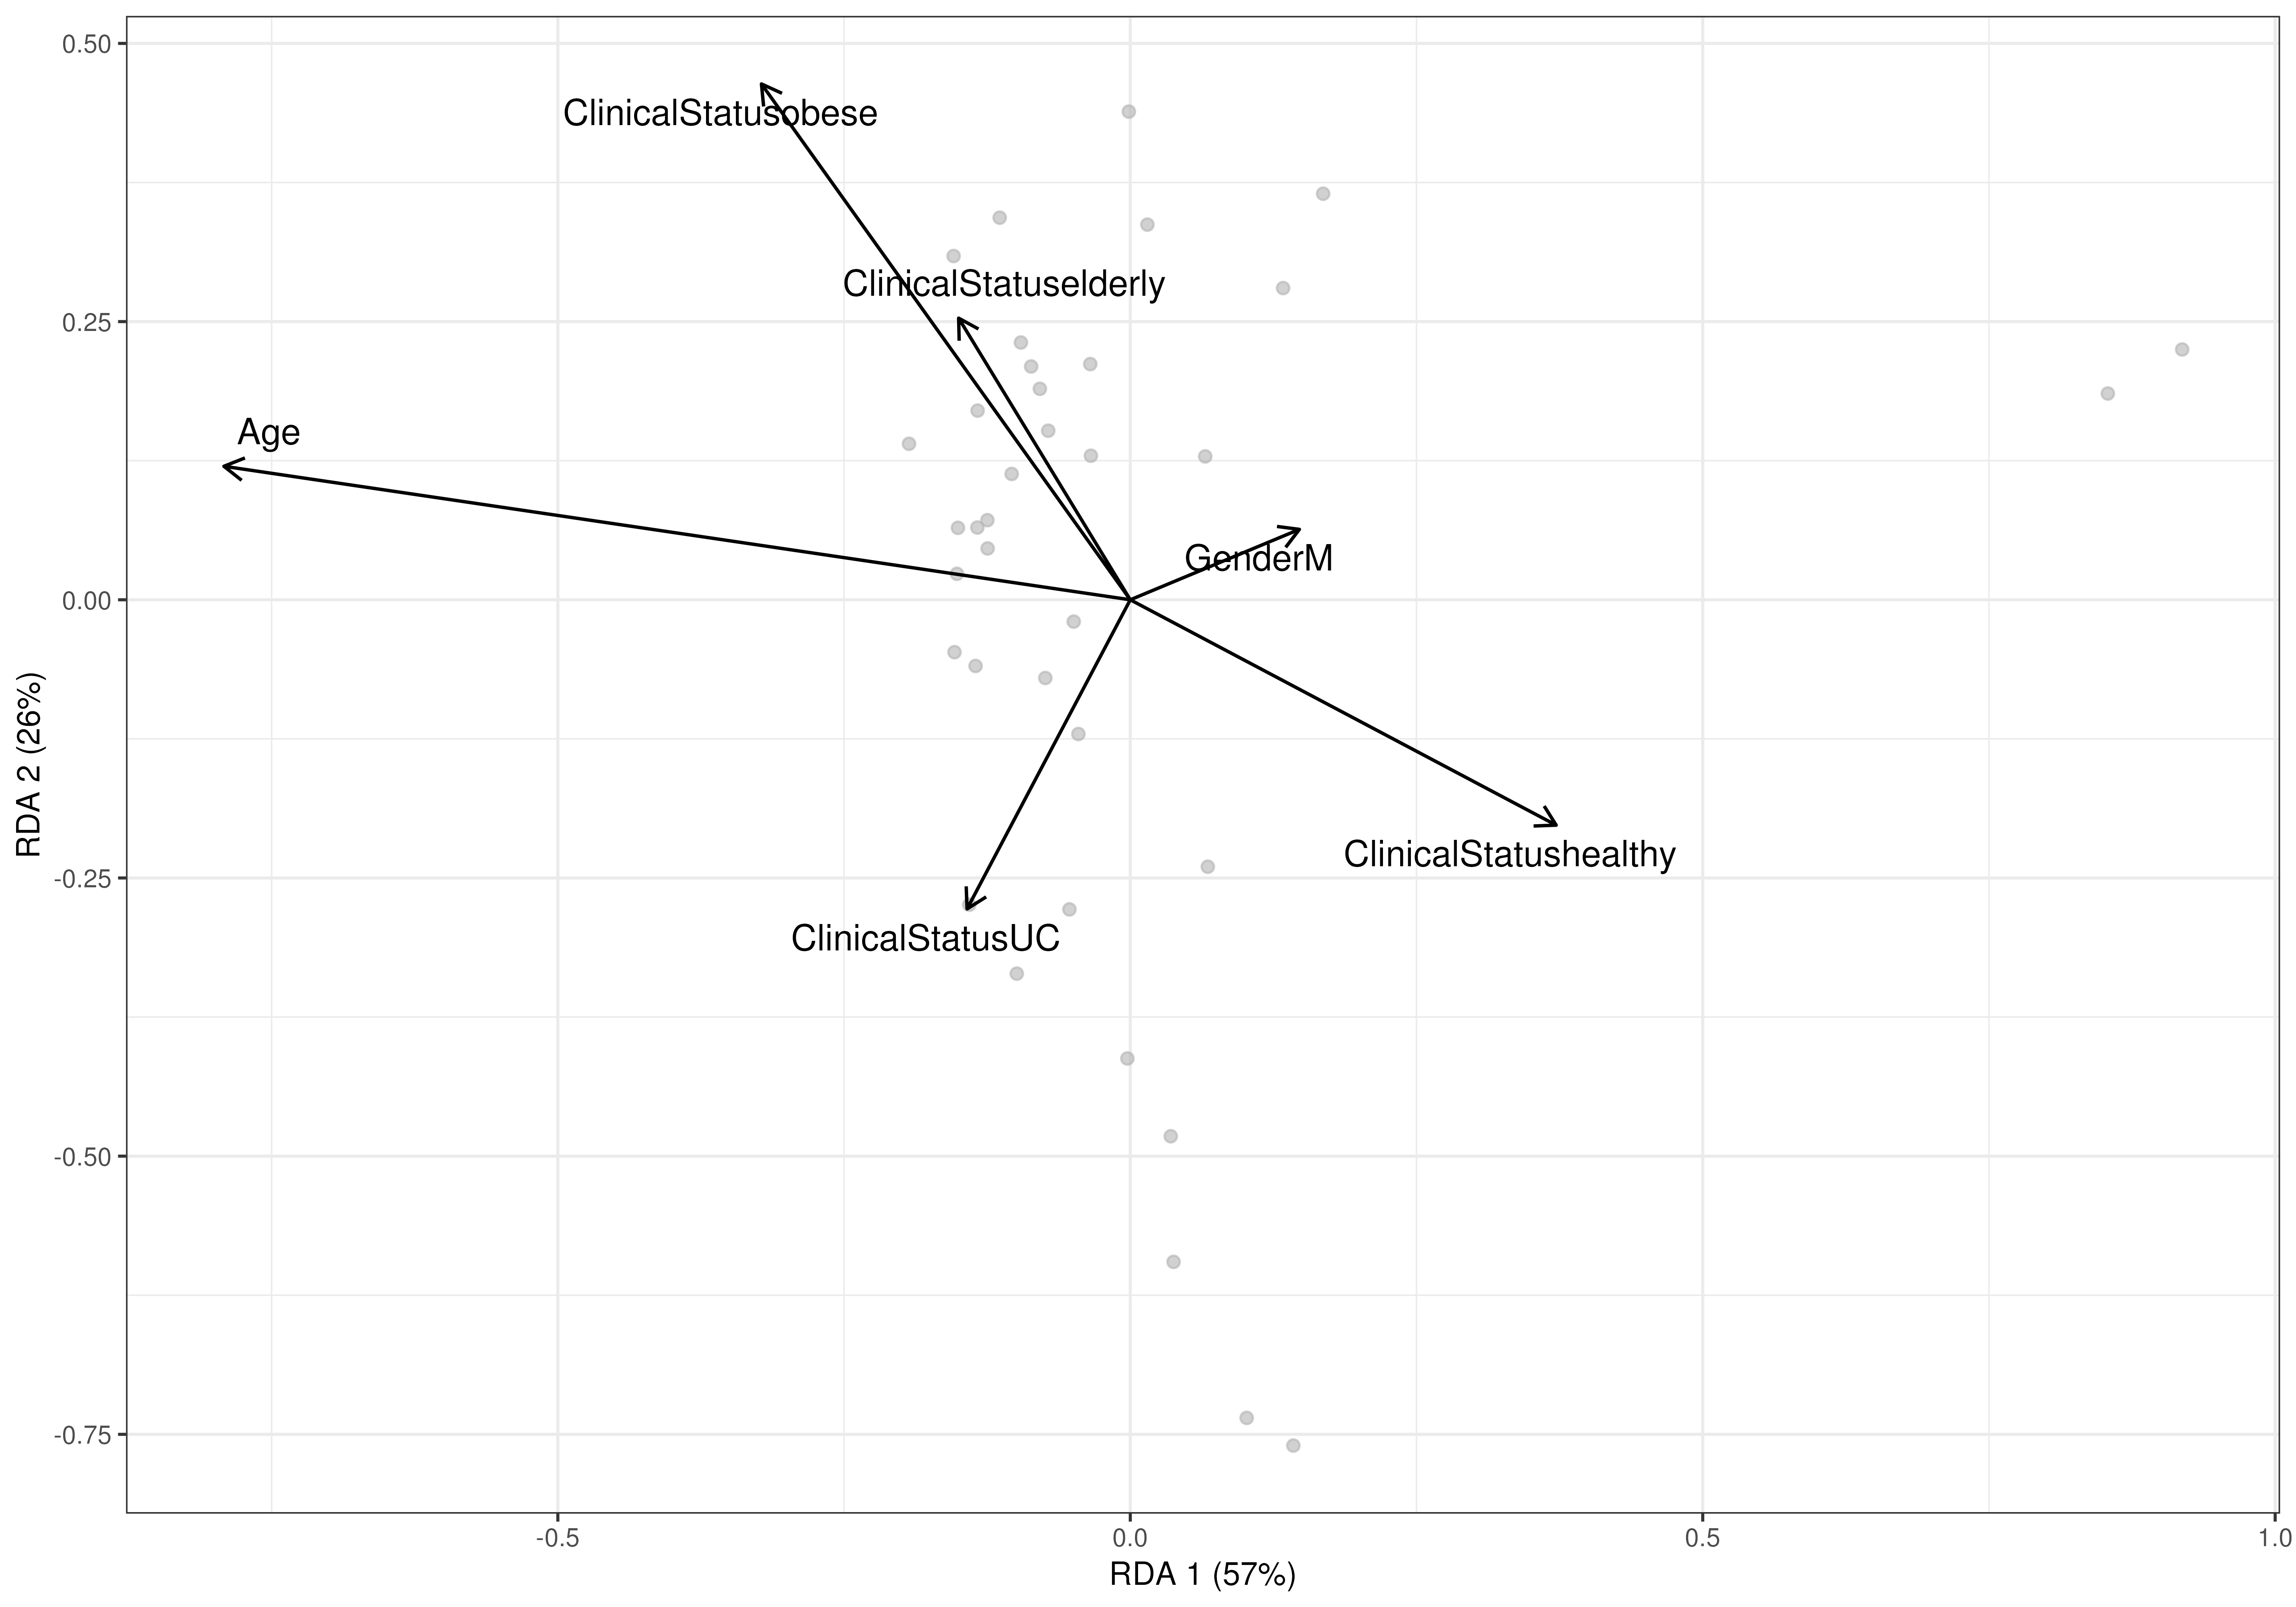 0.50
ClinicalStatusobese
ClinicalStatuselderly
0.25
Age
GenderM
0.00
RDA 2 (26%)
ClinicalStatushealthy
-0.25
ClinicalStatusUC
-0.50
-0.75
-0.5
0.0
0.5
1.0
RDA 1 (57%)